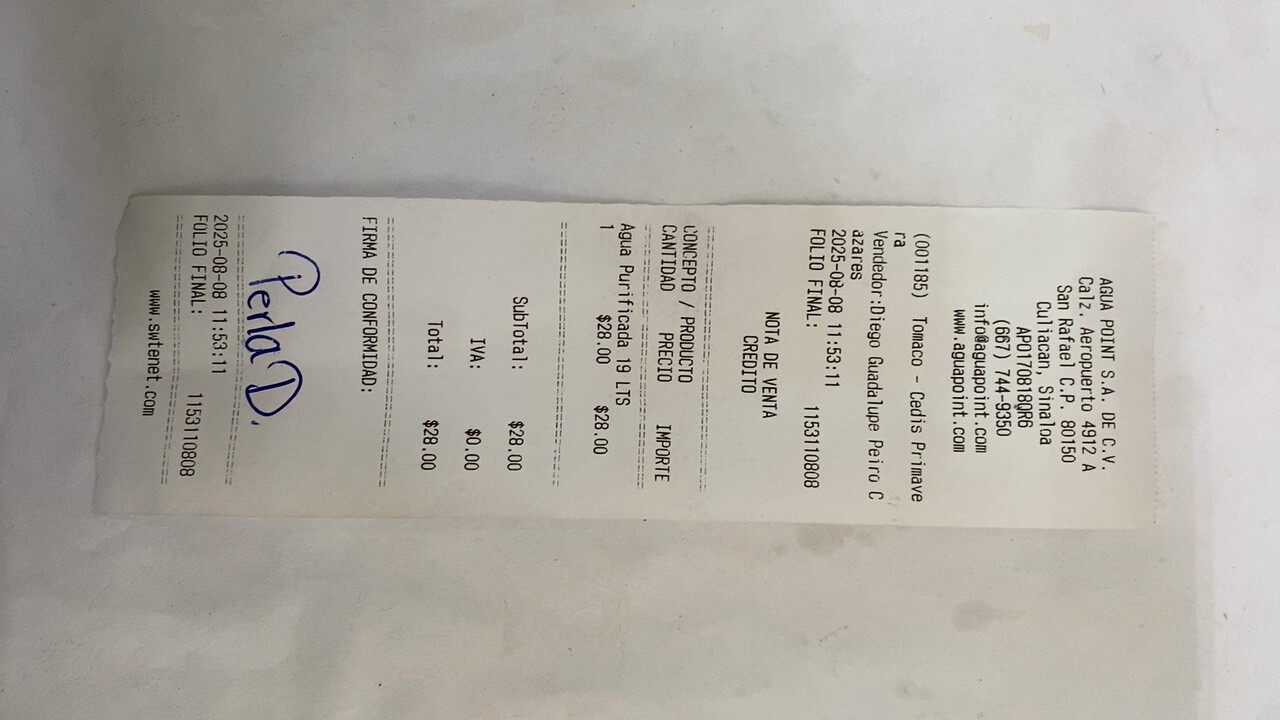 AGUA POINT S.A. DE C.V.
Calz. Aeropuerto 4912 A
San Rafael C.P. 80150
Culiacan, Sinaloa
APO170818QR6
(667) 744-9350
info@aguapoint.com
www.aguapoint.com
(001185) Tomaco - Cedis Primave
ra
Vendedor:Diego Guadalupe Peiro C
azares
2025-08-08 11:53:11
FOLIO FINAL: 1153110808
NOTA DE VENTA
CREDITO
CONCEPTO / PRODUCTO
CANTIDAD PRECIO IMPORTE
Agua Purificada 19 LTS
1 $28.00 $28.00
SubTotal: $28.00
IVA: $0.00
Total: $28.00
FIRMA DE CONFORMIDAD:
Perla D.
2025-08-08 11:53:11
FOLIO FINAL: 1153110808
www.swtenet.com